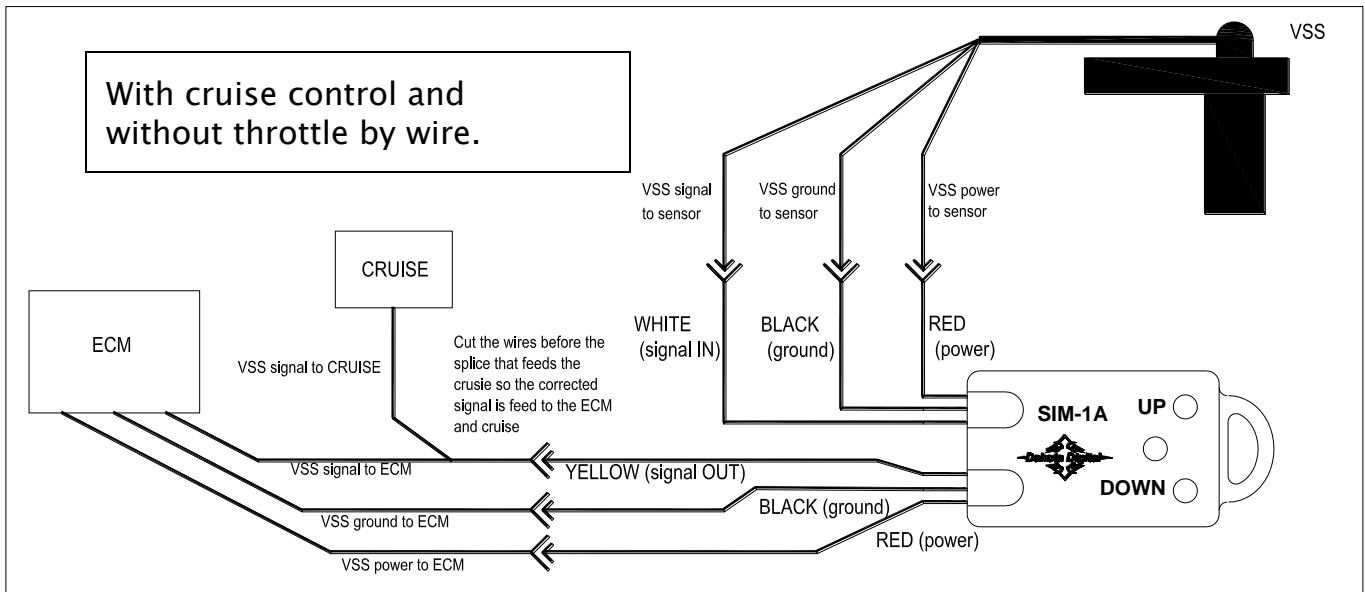 With cruise control and
without throttle by wire.
VSS
VSS signal
to sensor
VSS ground
to sensor
VSS power
to sensor
CRUISE
ECM
VSS signal to CRUISE
Cut the wires before the
splice that feeds the
crusie so the corrected
signal is feed to the ECM
and cruise
WHITE
(signal IN)
BLACK
(ground)
RED
(power)
SIM-1A
UP
Dakota Digital
DOWN
VSS signal to ECM
YELLOW (signal OUT)
VSS ground to ECM
BLACK (ground)
VSS power to ECM
RED (power)